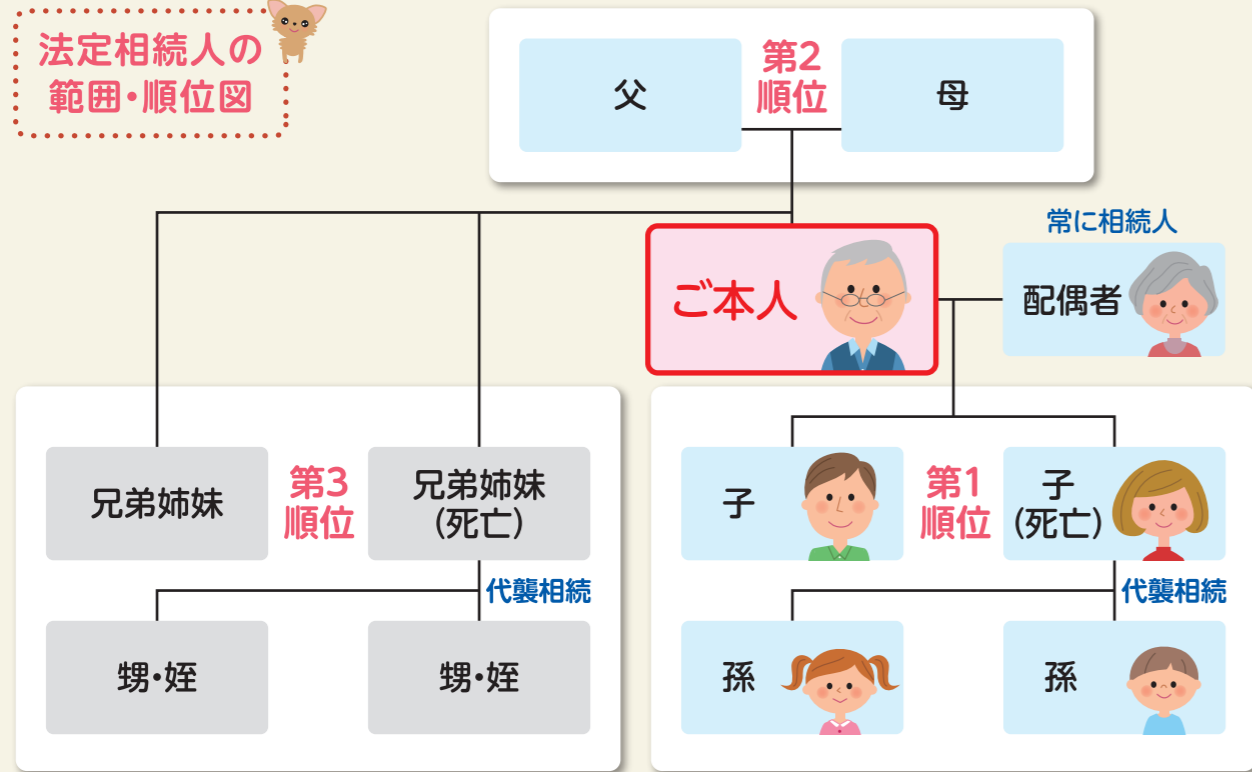 法定相続人の
範囲・順位図
父
第2
順位
母
常に相続人
ご本人
配偶者
兄弟姉妹
第3
順位
兄弟姉妹
(死亡)
代襲相続
甥・姪
甥・姪
子
第1
順位
子
(死亡)
代襲相続
孫
孫